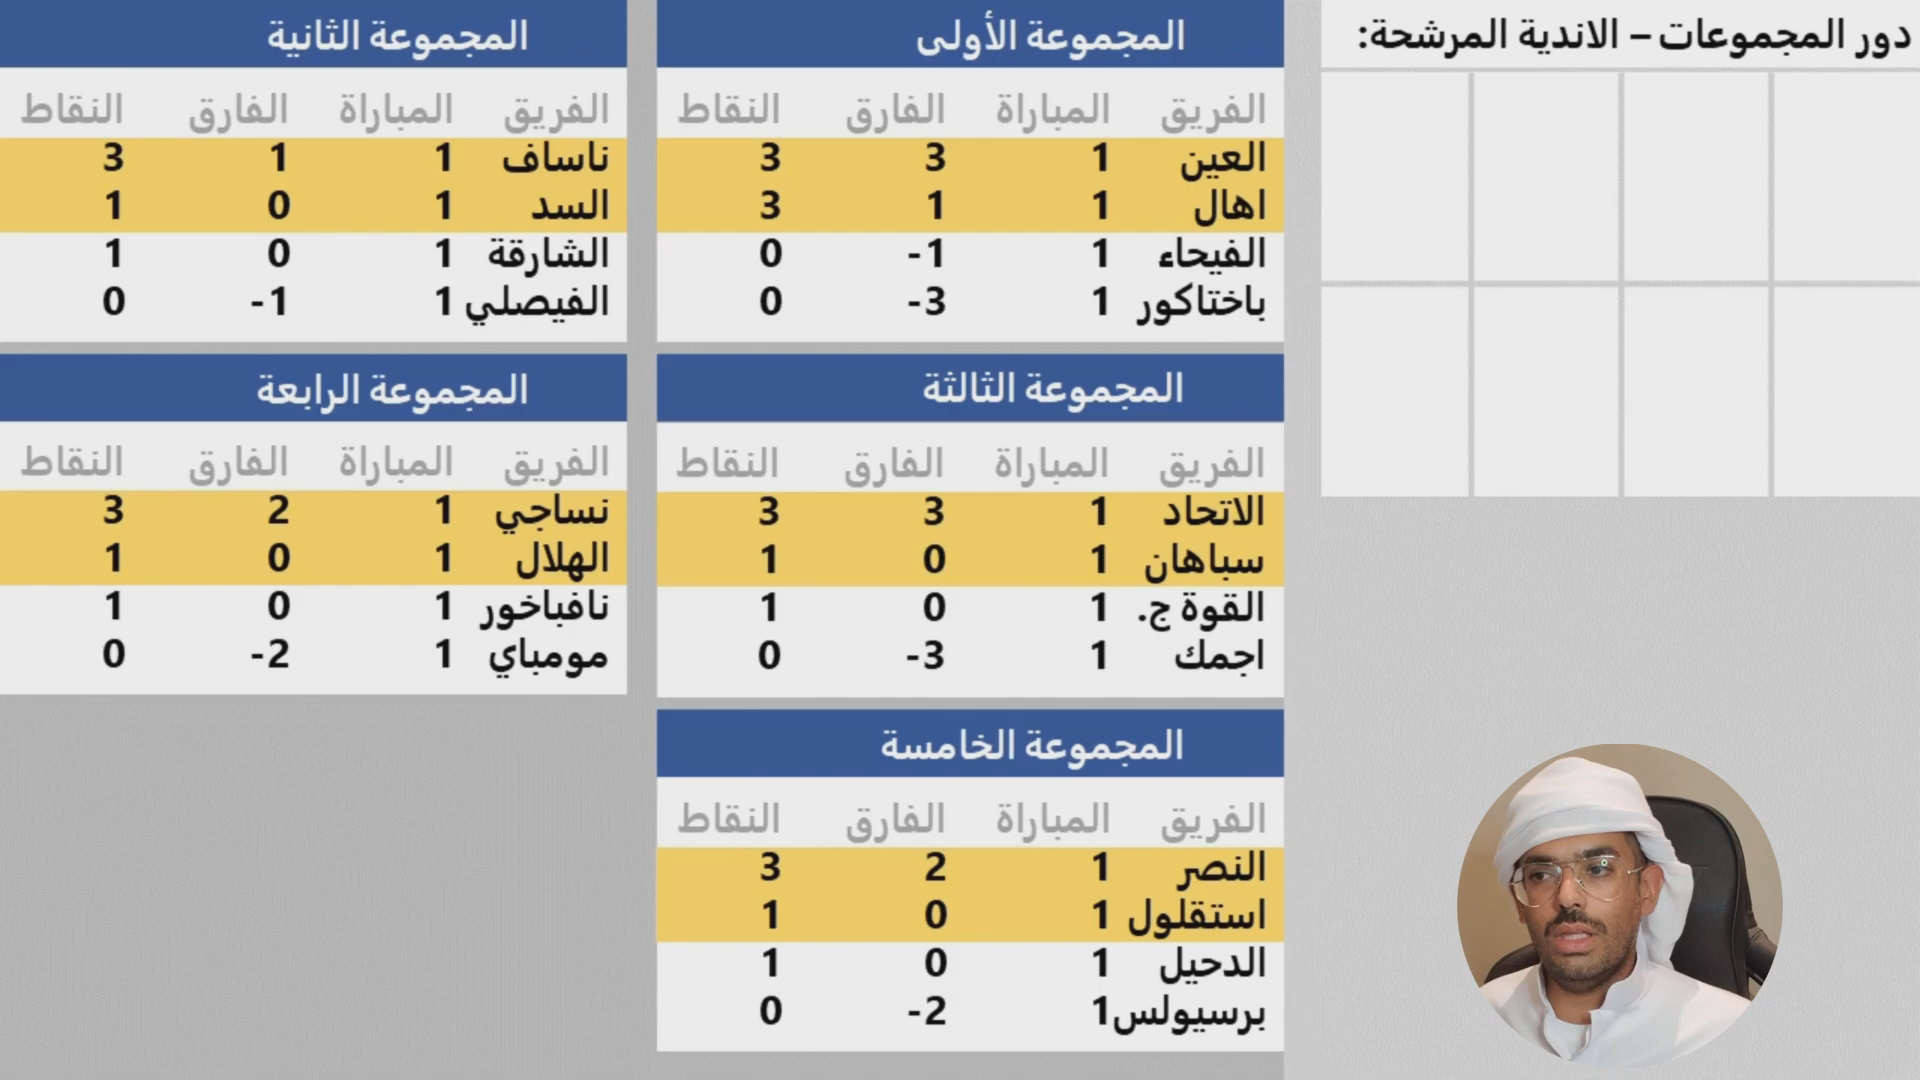 دور المجموعات – الاندية المرشحة:
المجموعة الأولى
الفريق المباراة الفارق النقاط
العين 1 3 3
اهال 1 1 3
الفيحاء 1 -1 0
باختاكور 1 -3 0
المجموعة الثانية
الفريق المباراة الفارق النقاط
ناساف 1 1 3
السد 1 0 1
الشارقة 1 0 1
الفيصلي 1 -1 0
المجموعة الثالثة
الفريق المباراة الفارق النقاط
الاتحاد 1 3 3
سباهان 1 0 1
القوة ج. 1 0 1
اجمك 1 -3 0
المجموعة الرابعة
الفريق المباراة الفارق النقاط
نساجي 1 2 3
الهلال 1 0 1
نافباخور 1 0 1
مومباي 1 -2 0
المجموعة الخامسة
الفريق المباراة الفارق النقاط
النصر 1 2 3
استقلول 1 0 1
الدحيل 1 0 1
برسيولس 1 -2 0